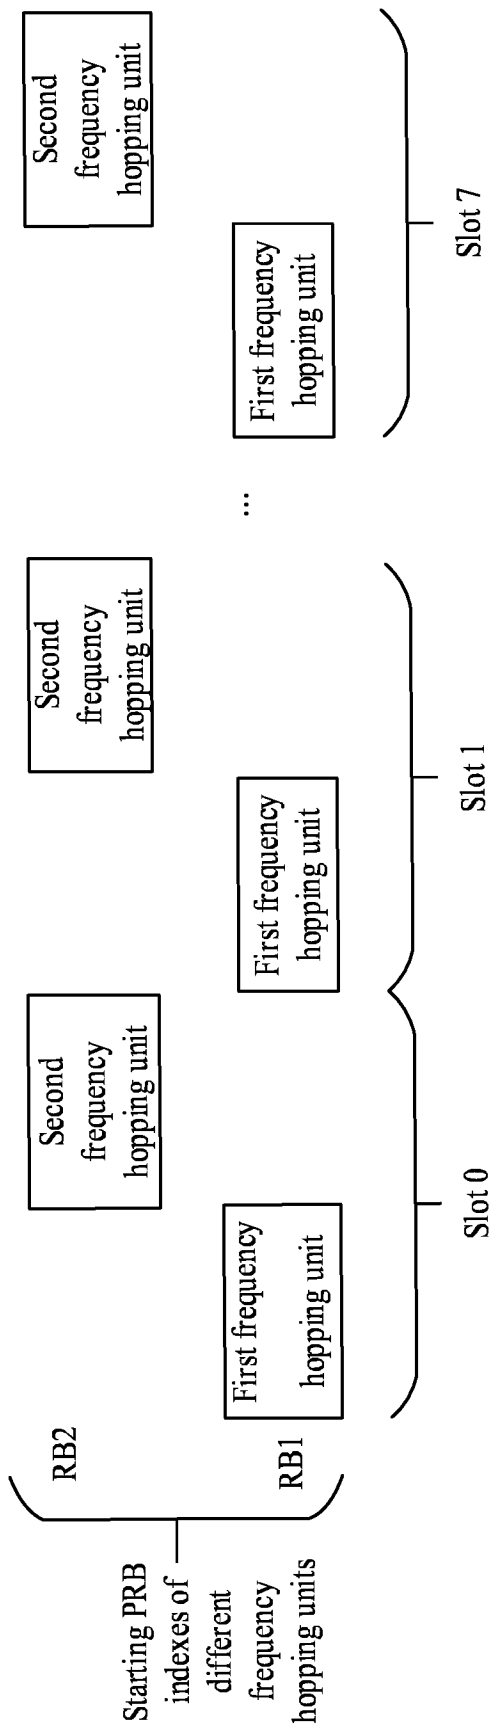 Starting PRB
indexes of
different
frequency
hopping units
RB2
RB1
Second
frequency
hopping unit
First frequency
hopping unit
Second
frequency
hopping unit
First frequency
hopping unit
...
Second
frequency
hopping unit
First frequency
hopping unit
Slot 0
Slot 1
Slot 7